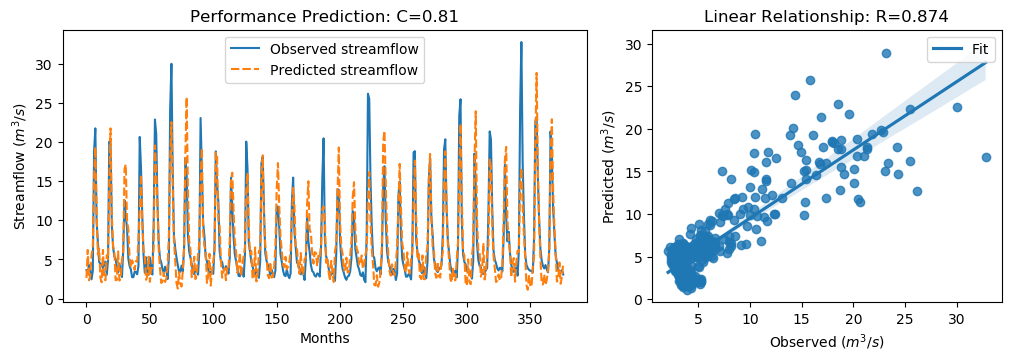 Performance Prediction: C=0.81
Observed streamflow
Predicted streamflow
Streamflow (m³/s)
30
25
20
15
10
5
0
0 50 100 150 200 250 300 350
Months
Linear Relationship: R=0.874
Fit
Predicted (m³/s)
30
25
20
15
10
5
0
5 10 15 20 25 30
Observed (m³/s)